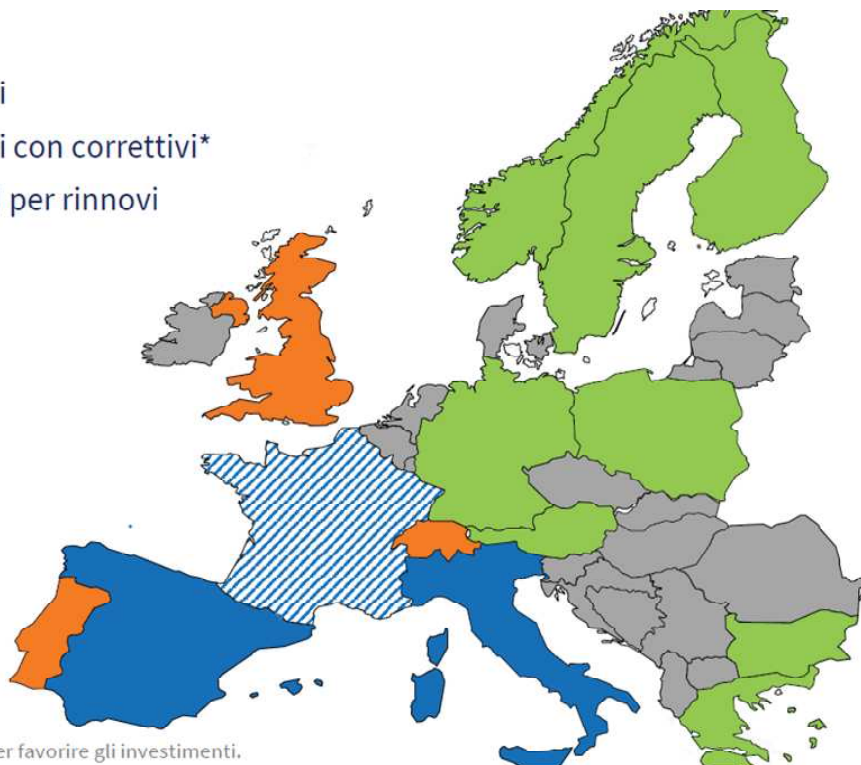 i
i con correttivi*
per rinnovi
er favorire gli investimenti.